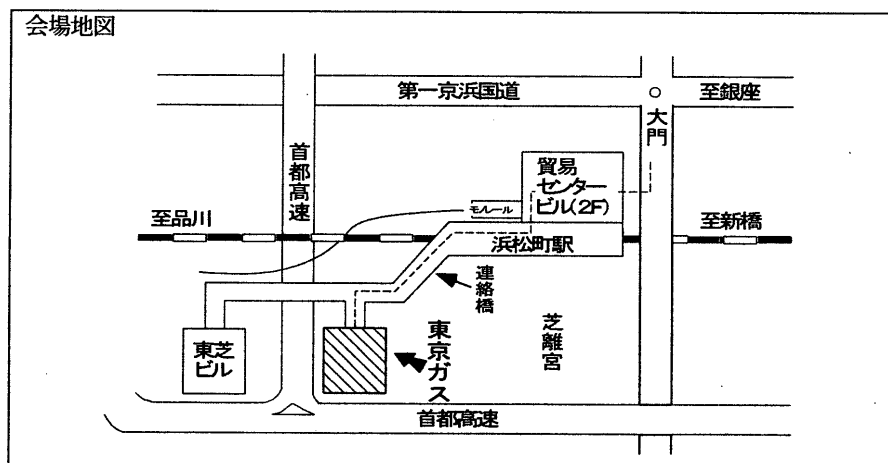 会場地図
第一京浜国道
至銀座
大門
首都高速
貿易
センター
ビル(2F)
モノレール
至品川
至新橋
浜松町駅
連絡橋
芝離宮
東芝
ビル
東京ガス
首都高速